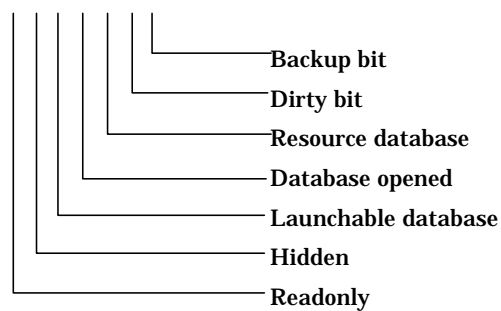 Backup bit
Dirty bit
Resource database
Database opened
Launchable database
Hidden
Readonly